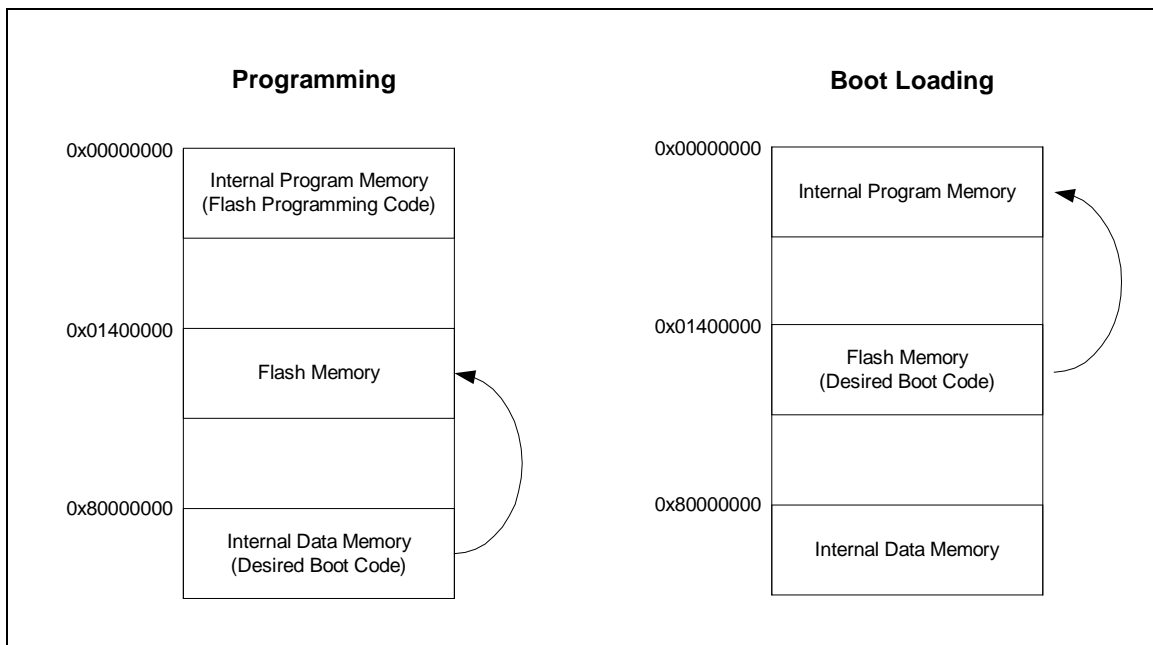 Programming
0x00000000
Internal Program Memory
(Flash Programming Code)
0x01400000
Flash Memory
0x80000000
Internal Data Memory
(Desired Boot Code)
Boot Loading
0x00000000
Internal Program Memory
0x01400000
Flash Memory
(Desired Boot Code)
0x80000000
Internal Data Memory